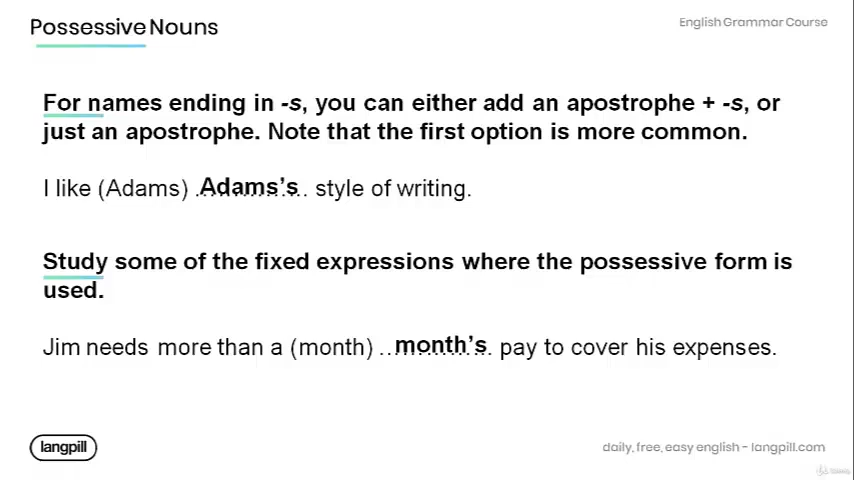 Possessive Nouns
English Grammar Course
For names ending in -s, you can either add an apostrophe + -s, or
just an apostrophe. Note that the first option is more common.
I like (Adams) .Adams’s. style of writing.
Study some of the fixed expressions where the possessive form is
used.
Jim needs more than a (month) ..month’s. pay to cover his expenses.
langpill
daily, free, easy english - langpill.com